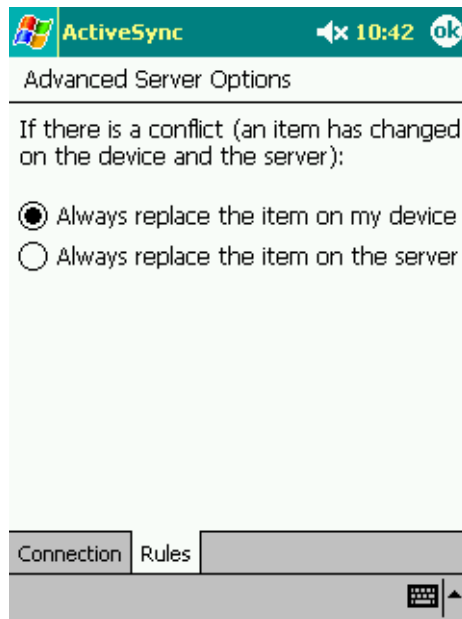 ActiveSync 10:42 ok
Advanced Server Options
If there is a conflict (an item has changed
on the device and the server):
Always replace the item on my device
Always replace the item on the server
Connection Rules